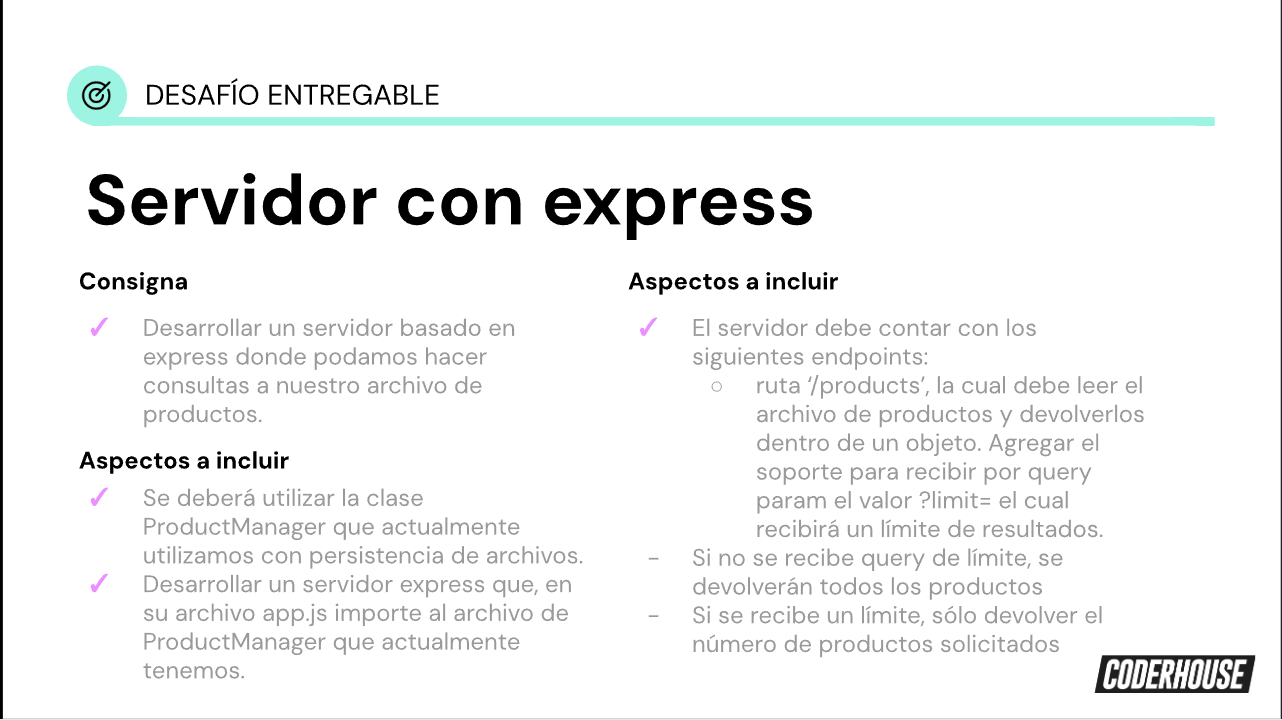 DESAFÍO ENTREGABLE
Servidor con express
Consigna
✓ Desarrollar un servidor basado en
express donde podamos hacer
consultas a nuestro archivo de
productos.
Aspectos a incluir
✓ Se deberá utilizar la clase
ProductManager que actualmente
utilizamos con persistencia de archivos.
✓ Desarrollar un servidor express que, en
su archivo app.js importe al archivo de
ProductManager que actualmente
tenemos.
Aspectos a incluir
✓ El servidor debe contar con los
siguientes endpoints:
○ ruta ‘/products’, la cual debe leer el
archivo de productos y devolverlos
dentro de un objeto. Agregar el
soporte para recibir por query
param el valor ?limit= el cual
recibirá un límite de resultados.
- Si no se recibe query de límite, se
devolverán todos los productos
- Si se recibe un límite, sólo devolver el
número de productos solicitados
CODERHOUSE